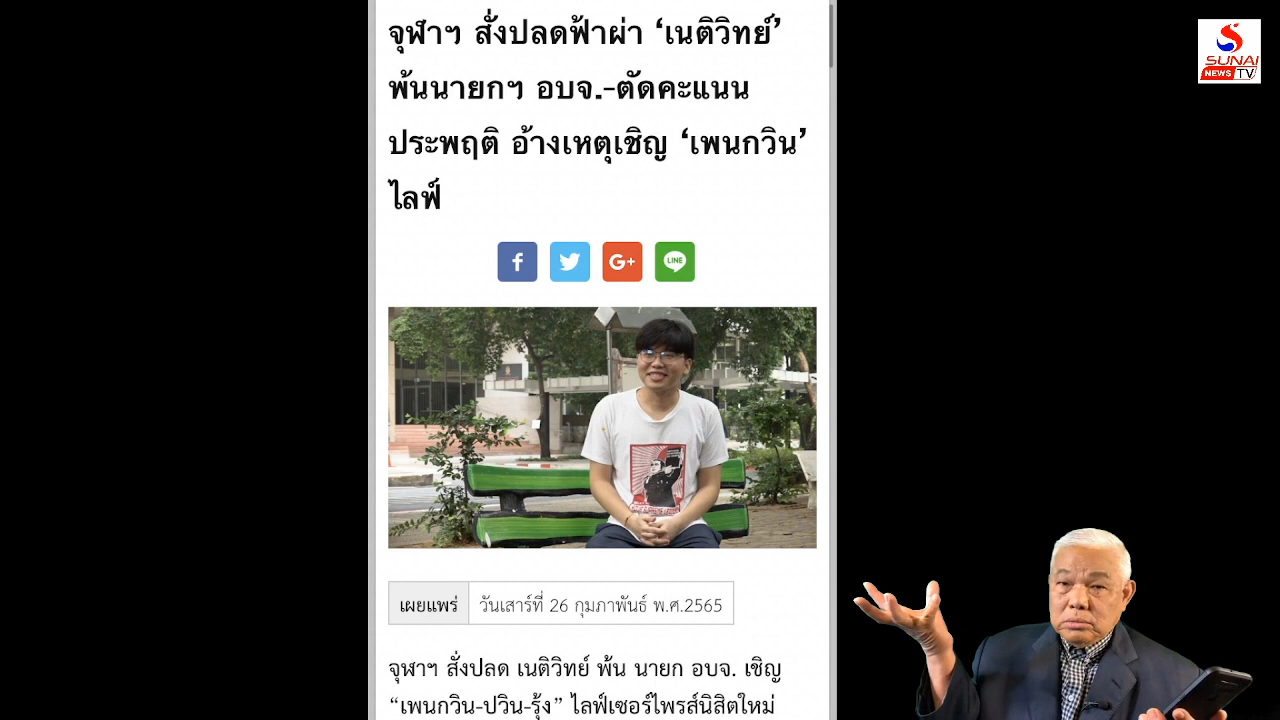 จุฬาฯ สั่งปลดฟ้าผ่า ‘เนติวิทย์’
พ้นนายกฯ อบจ.-ตัดคะแนน
ประพฤติ อ้างเหตุเชิญ ‘เพนกวิน’
ไลฟ์
f G+ LINE
SUNAI
NEWS TV
เผยแพร่ วันเสาร์ที่ 26 กุมภาพันธ์ พ.ศ.2565
จุฬาฯ สั่งปลด เนติวิทย์ พ้น นายก อบจ. เชิญ
“เพนกวิน-ปวิน-รุ้ง” ไลฟ์เซอร์ไพรส์นิสิตใหม่